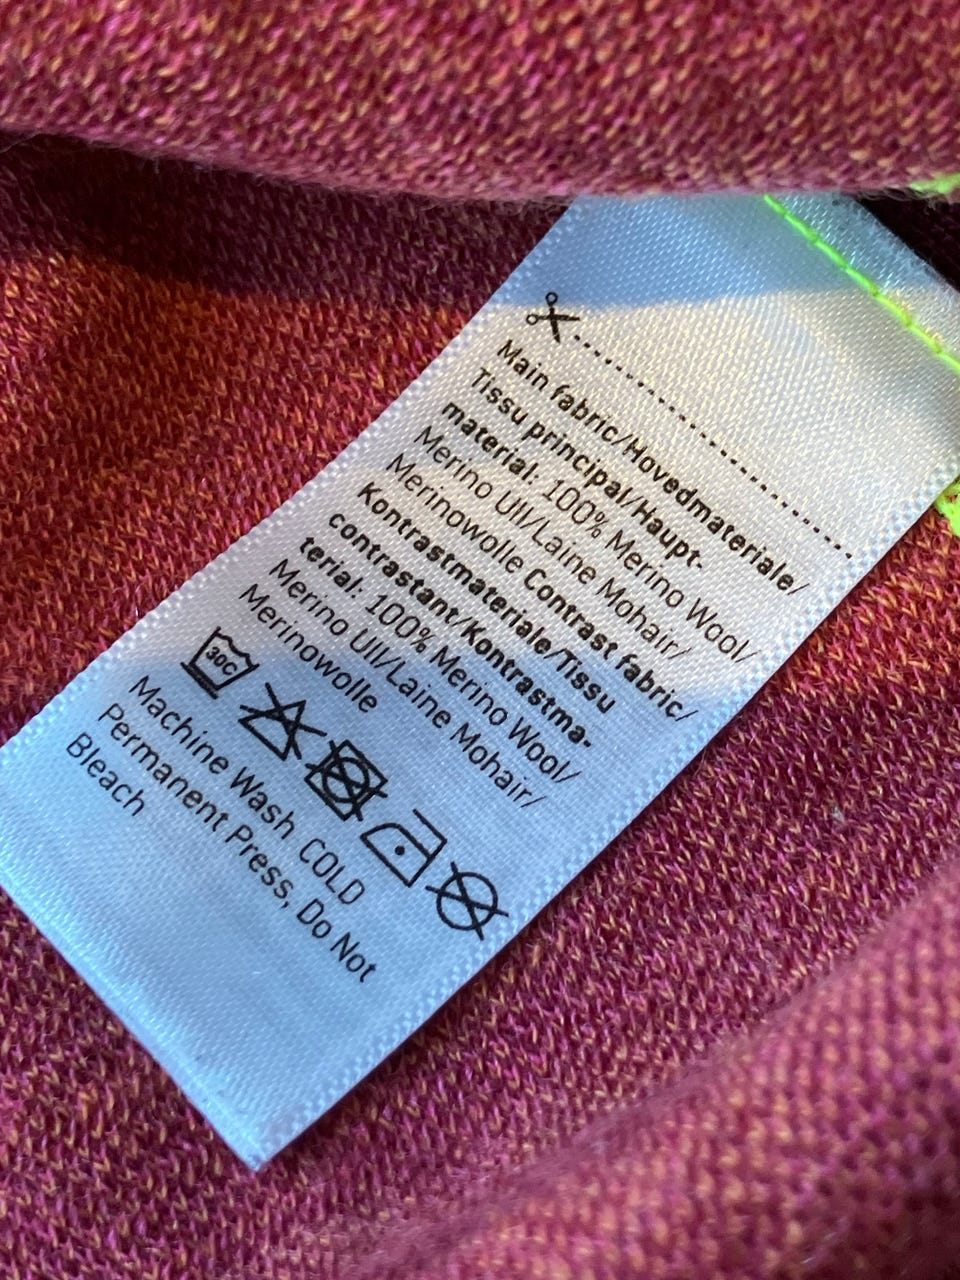 Main fabric/Hovedmateriale/
Tissu principal/Haupt-
material: 100% Merino Wool/
Merino Ull/Laine Mohair/
Merinowolle Contrast fabric/
Kontrastmateriale/Tissu
contrastant/Kontrastma-
terial: 100% Merino Wool/
Merino Ull/Laine Mohair/
Merinowolle
30C
Machine Wash COLD
Permanent Press, Do Not
Bleach